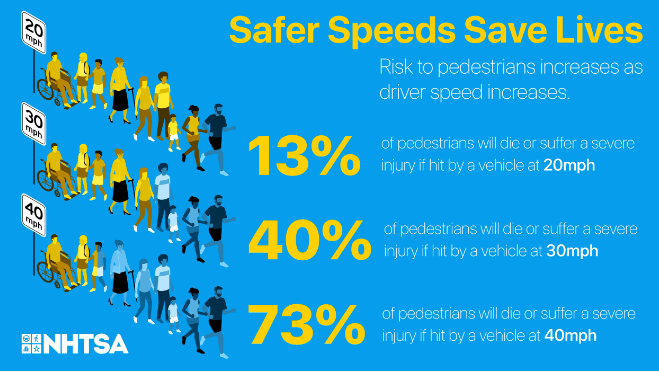 20
mph
Safer Speeds Save Lives
Risk to pedestrians increases as
driver speed increases.
30
mph
13%
of pedestrians will die or suffer a severe
injury if hit by a vehicle at 20mph
40
mph
40%
of pedestrians will die or suffer a severe
injury if hit by a vehicle at 30mph
73%
of pedestrians will die or suffer a severe
injury if hit by a vehicle at 40mph
NHTSA